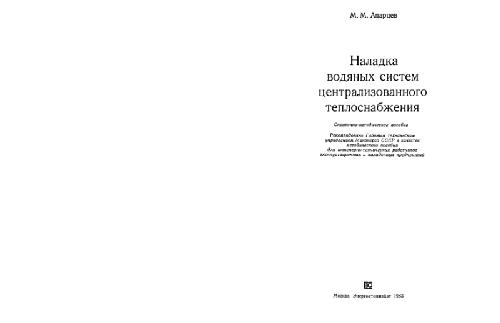 М. М. Апарцев
Наладка
водяных систем
централизованного
теплоснабжения
Справочно-методическое пособие
Рекомендовано Главным техническим
управлением Минэнерго СССР в качестве
методического пособия
для инженерно-технических работников
эксплуатационных и наладочных организаций
Москва Энергоатомиздат 1983